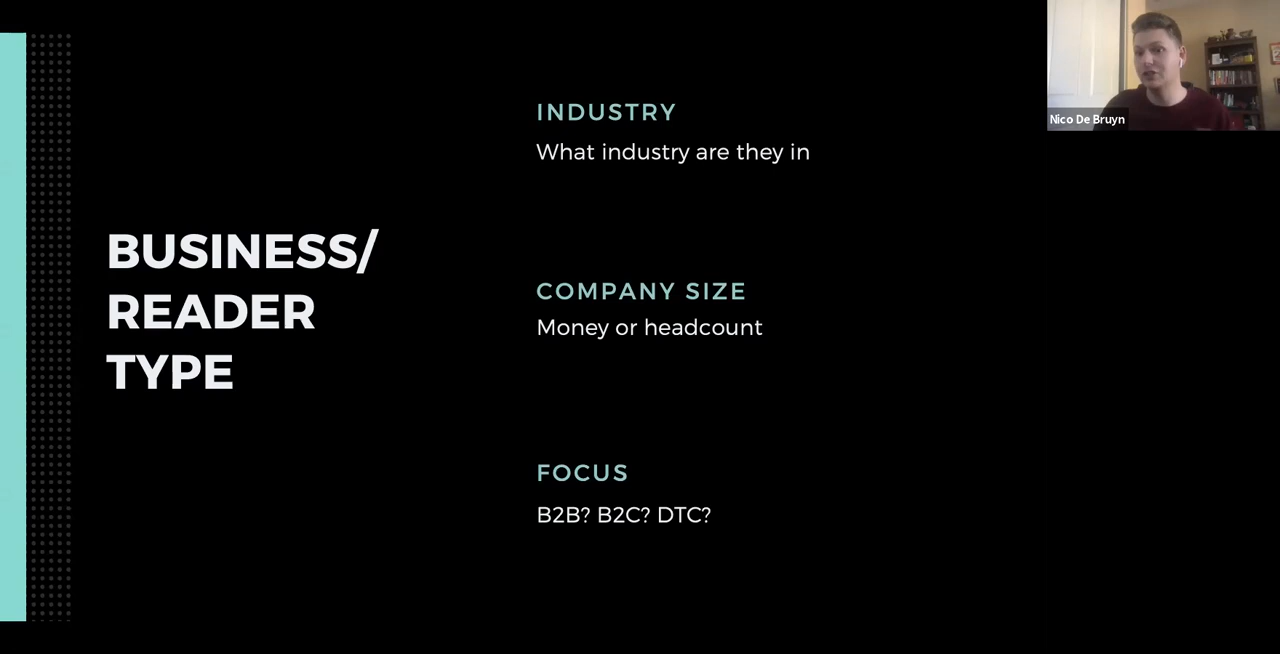 BUSINESS/
READER
TYPE
INDUSTRY
What industry are they in
COMPANY SIZE
Money or headcount
FOCUS
B2B? B2C? DTC?
Nico De Bruyn